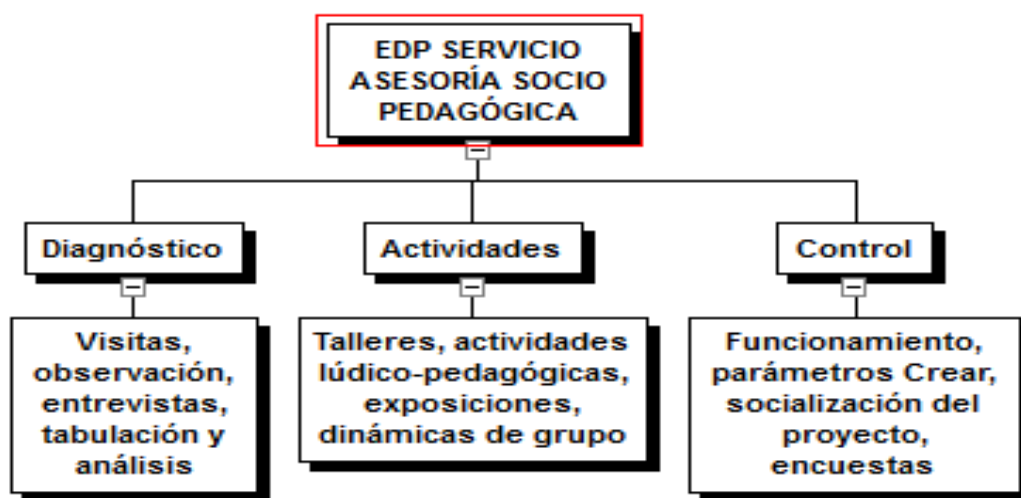 EDP SERVICIO
ASESORÍA SOCIO
PEDAGÓGICA
Diagnóstico
Actividades
Control
Visitas,
observación,
entrevistas,
tabulación y
análisis
Talleres, actividades
lúdico-pedagógicas,
exposiciones,
dinámicas de grupo
Funcionamiento,
parámetros Crear,
socialización del
proyecto,
encuestas